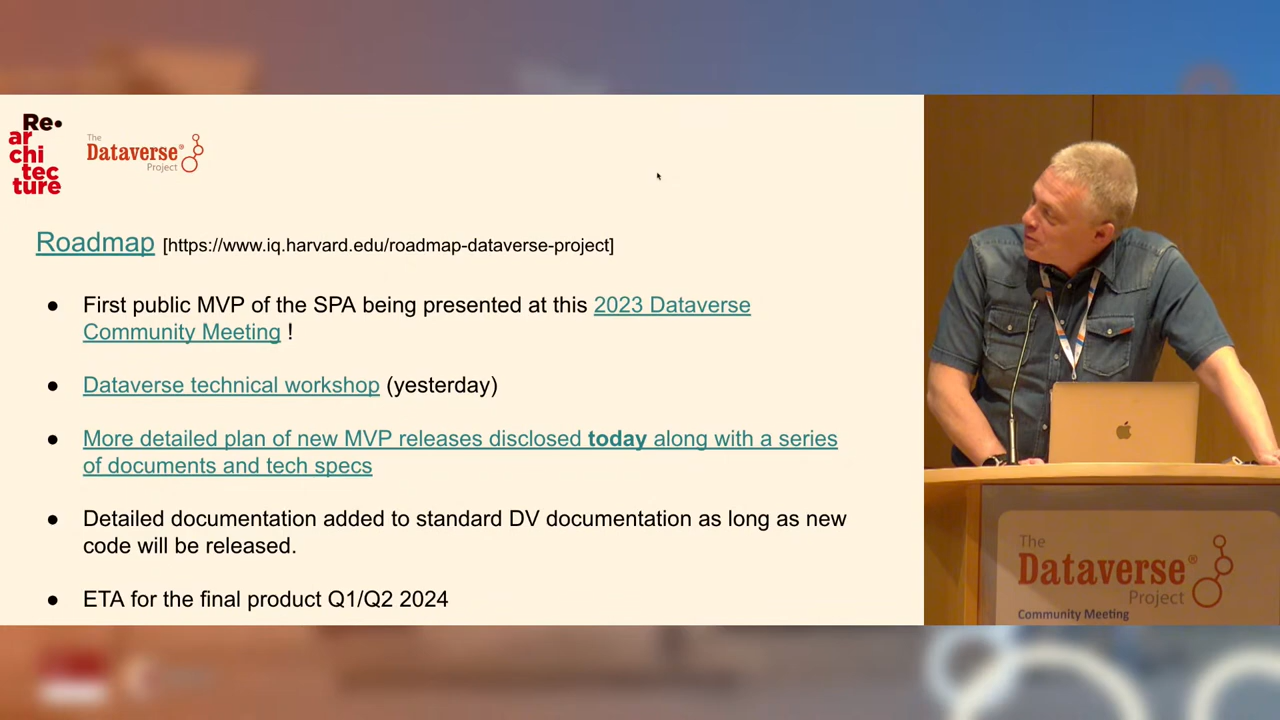 Re•
ar
chi
tec
ture
The
Dataverse®
Project
Roadmap [https://www.iq.harvard.edu/roadmap-dataverse-project]
● First public MVP of the SPA being presented at this 2023 Dataverse
Community Meeting !
● Dataverse technical workshop (yesterday)
● More detailed plan of new MVP releases disclosed today along with a series
of documents and tech specs
● Detailed documentation added to standard DV documentation as long as new
code will be released.
● ETA for the final product Q1/Q2 2024
The
Dataverse®
Project
Community Meeting